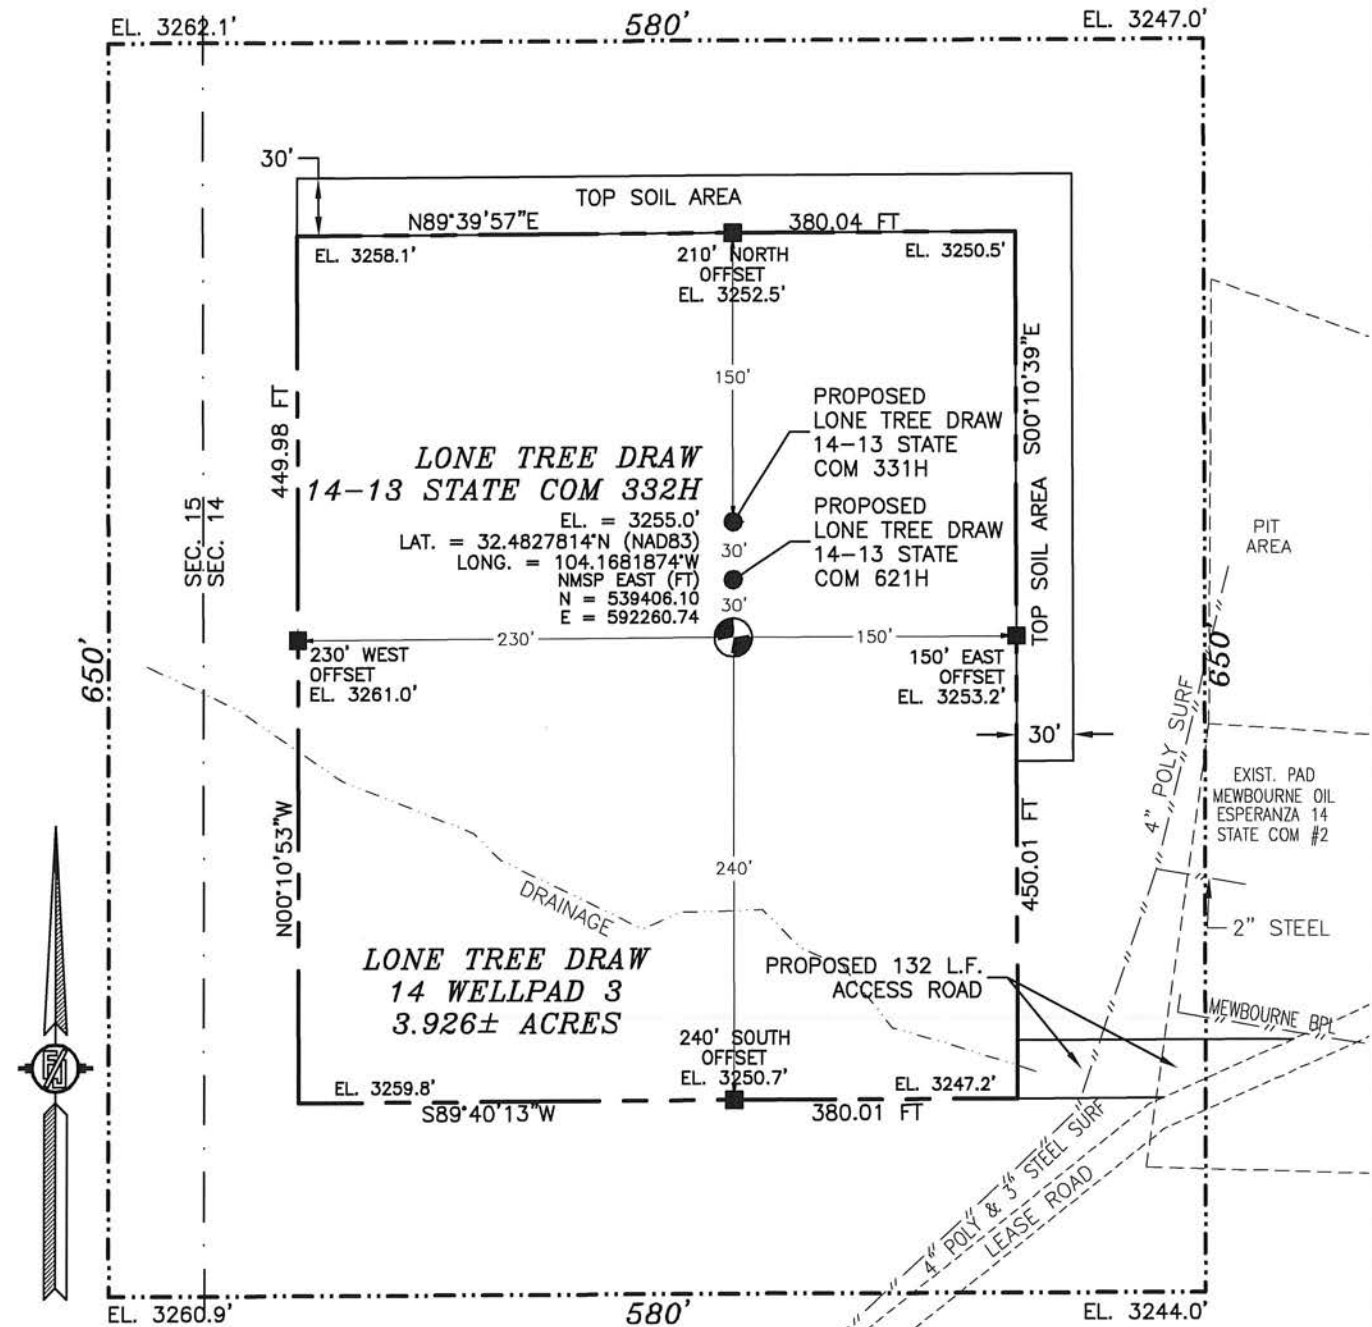 EL. 3262.1'
580'
EL. 3247.0'
30'
TOP SOIL AREA
N89°39'57"E
380.04 FT
EL. 3258.1'
210' NORTH
OFFSET
EL. 3252.5'
EL. 3250.5'
150'
449.98 FT
S00°10'39"E
PROPOSED
LONE TREE DRAW
14-13 STATE
COM 331H
LONE TREE DRAW
14-13 STATE COM 332H
EL. = 3255.0'
LAT. = 32.4827814°N (NAD83)
LONG. = 104.1681874°W
NMSP EAST (FT)
N = 539406.10
E = 592260.74
PROPOSED
LONE TREE DRAW
14-13 STATE
COM 621H
30'
30'
SEC. 15
SEC. 14
TOP SOIL AREA
PIT
AREA
650'
230'
150'
650'
230' WEST
OFFSET
EL. 3261.0'
150' EAST
OFFSET
EL. 3253.2'
30'
4" POLY SURF
EXIST. PAD
MEWBOURNE OIL
ESPERANZA 14
STATE COM #2
N00°10'53"W
240'
450.01 FT
DRAINAGE
2" STEEL
LONE TREE DRAW
14 WELLPAD 3
3.926± ACRES
PROPOSED 132 L.F.
ACCESS ROAD
MEWBOURNE BPL
240' SOUTH
OFFSET
EL. 3250.7'
EL. 3259.8'
EL. 3247.2'
S89°40'13"W
380.01 FT
4" POLY & 3" STEEL SURF
LEASE ROAD
EL. 3260.9'
580'
EL. 3244.0'